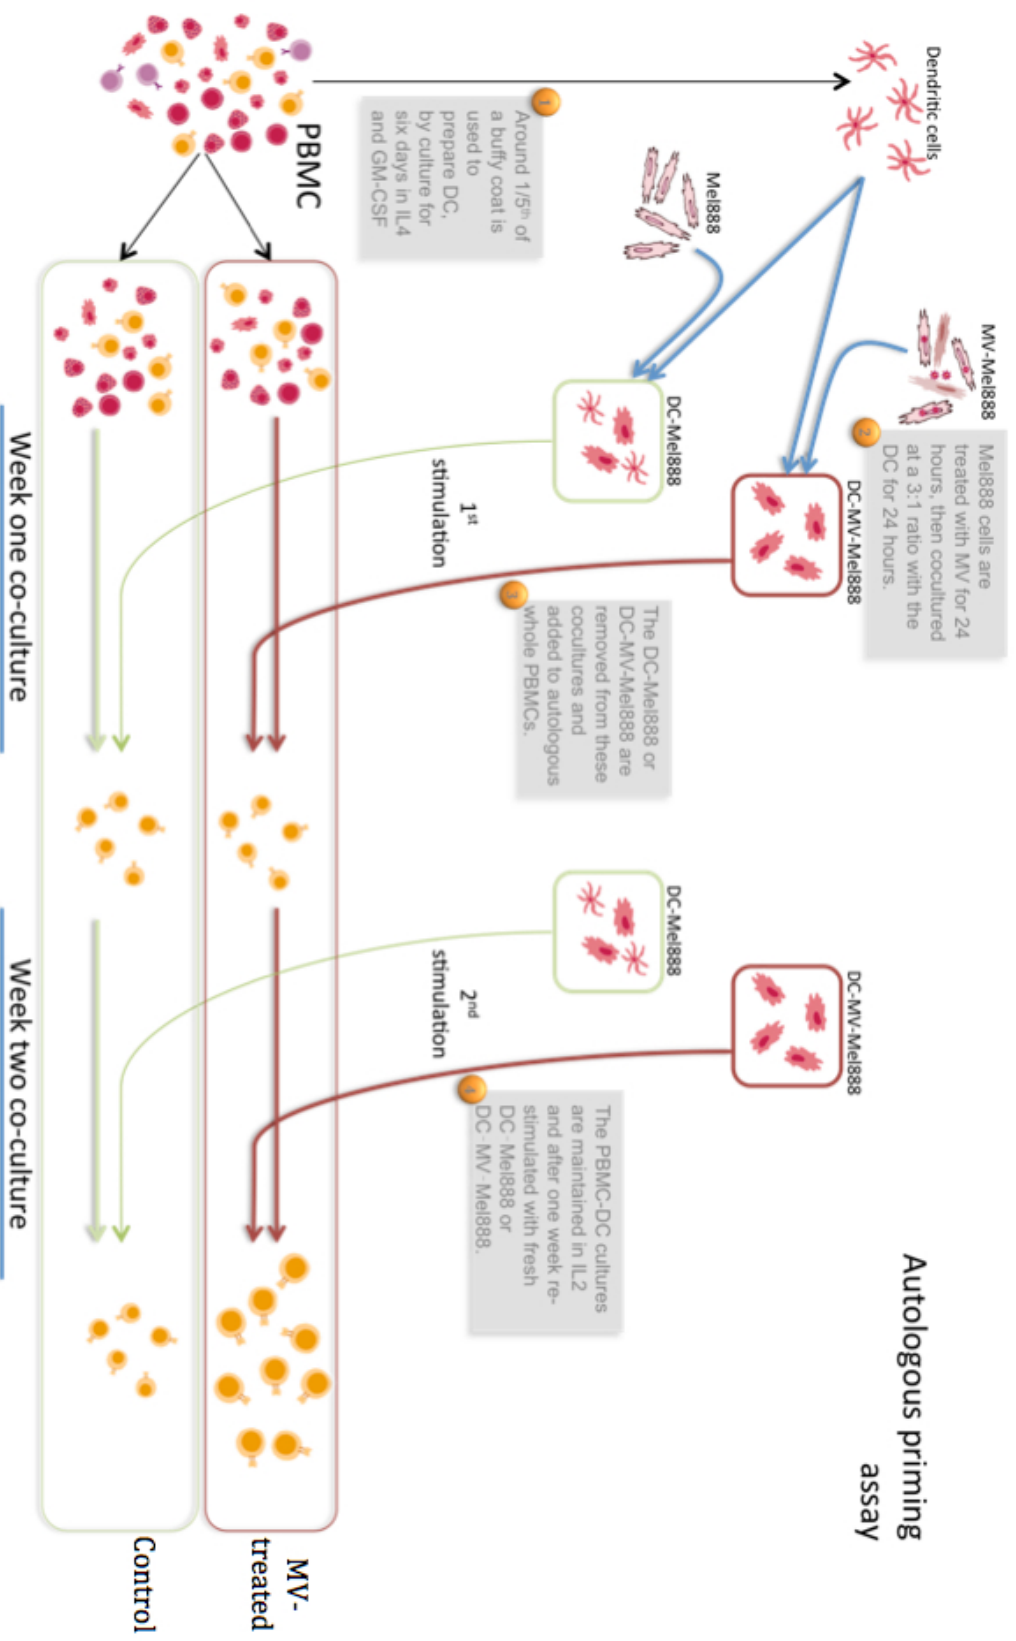 Autologous priming
assay
Dendritic cells
MV-Mel888
Mel888
PBMC
1
Around 1/5th of
a buffy coat is
used to
prepare DC,
by culture for
six days in IL4
and GM-CSF
2
Mel888 cells are
treated with MV for 24
hours, then cocultured
at a 3:1 ratio with the
DC for 24 hours.
DC-MV-Mel888
DC-Mel888
1st
stimulation
3
The DC-Mel888 or
DC-MV-Mel888 are
removed from these
cocultures and
added to autologous
whole PBMCs.
DC-MV-Mel888
DC-Mel888
2nd
stimulation
4
The PBMC-DC cultures
are maintained in IL2
and after one week re-
stimulated with fresh
DC-Mel888 or
DC-MV-Mel888.
MV-
treated
Control
Week one co-culture
Week two co-culture